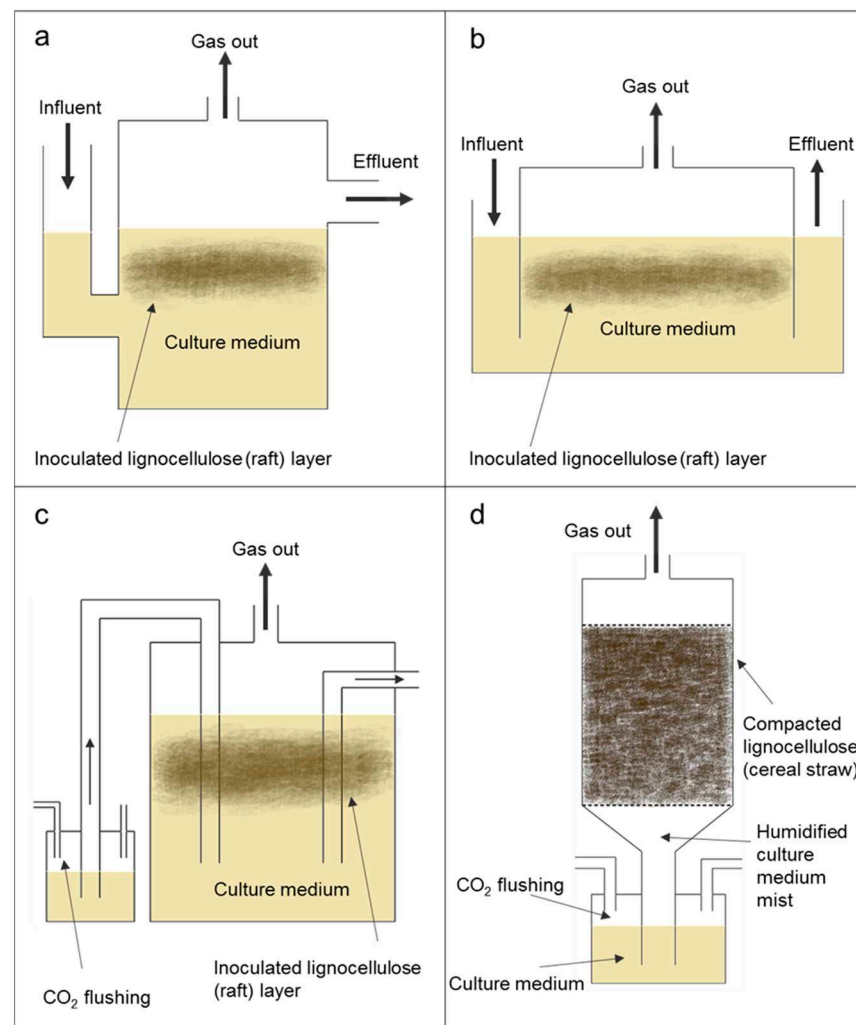 a
Gas out
Influent
Effluent
Culture medium
Inoculated lignocellulose (raft) layer
b
Gas out
Influent
Effluent
Culture medium
Inoculated lignocellulose (raft) layer
c
Gas out
Culture medium
Inoculated lignocellulose
(raft) layer
CO₂ flushing
d
Gas out
Compacted
lignocellulose
(cereal straw)
Humidified
culture
medium
mist
CO₂ flushing
Culture medium